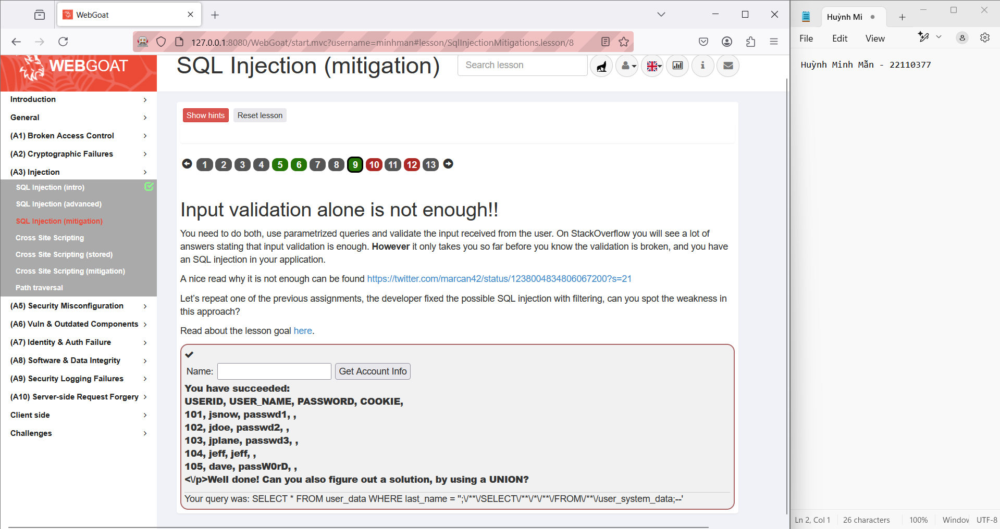 WebGoat
127.0.0.1:8080/WebGoat/start.mvc?username=minhman#lesson/SqlInjectionMitigations.lesson/8
WEBGOAT
SQL Injection (mitigation)
Search lesson
Introduction
General
(A1) Broken Access Control
(A2) Cryptographic Failures
(A3) Injection
SQL Injection (intro)
SQL Injection (advanced)
SQL Injection (mitigation)
Cross Site Scripting
Cross Site Scripting (stored)
Cross Site Scripting (mitigation)
Path traversal
(A5) Security Misconfiguration
(A6) Vuln & Outdated Components
(A7) Identity & Auth Failure
(A8) Software & Data Integrity
(A9) Security Logging Failures
(A10) Server-side Request Forgery
Client side
Challenges
Show hints Reset lesson
1 2 3 4 5 6 7 8 9 10 11 12 13
Input validation alone is not enough!!
You need to do both, use parametrized queries and validate the input received from the user. On StackOverflow you will see a lot of
answers stating that input validation is enough. However it only takes you so far before you know the validation is broken, and you have
an SQL injection in your application.
A nice read why it is not enough can be found https://twitter.com/marcan42/status/1238004834806067200?s=21
Let’s repeat one of the previous assignments, the developer fixed the possible SQL injection with filtering, can you spot the weakness in
this approach?
Read about the lesson goal here.
Name: Get Account Info
You have succeeded:
USERID, USER_NAME, PASSWORD, COOKIE,
101, jsnow, passwd1, ,
102, jdoe, passwd2, ,
103, jplane, passwd3, ,
104, jeff, jeff, ,
105, dave, passW0rD, ,
<\/p>Well done! Can you also figure out a solution, by using a UNION?
Your query was: SELECT * FROM user_data WHERE last_name = '';\/**\/SELECT\/**\/*\/**\/FROM\/**\/user_system_data;--'
Huỳnh Mi
File Edit View
Huỳnh Minh Mẫn - 22110377
Ln 2, Col 1 26 characters 100% Window UTF-8